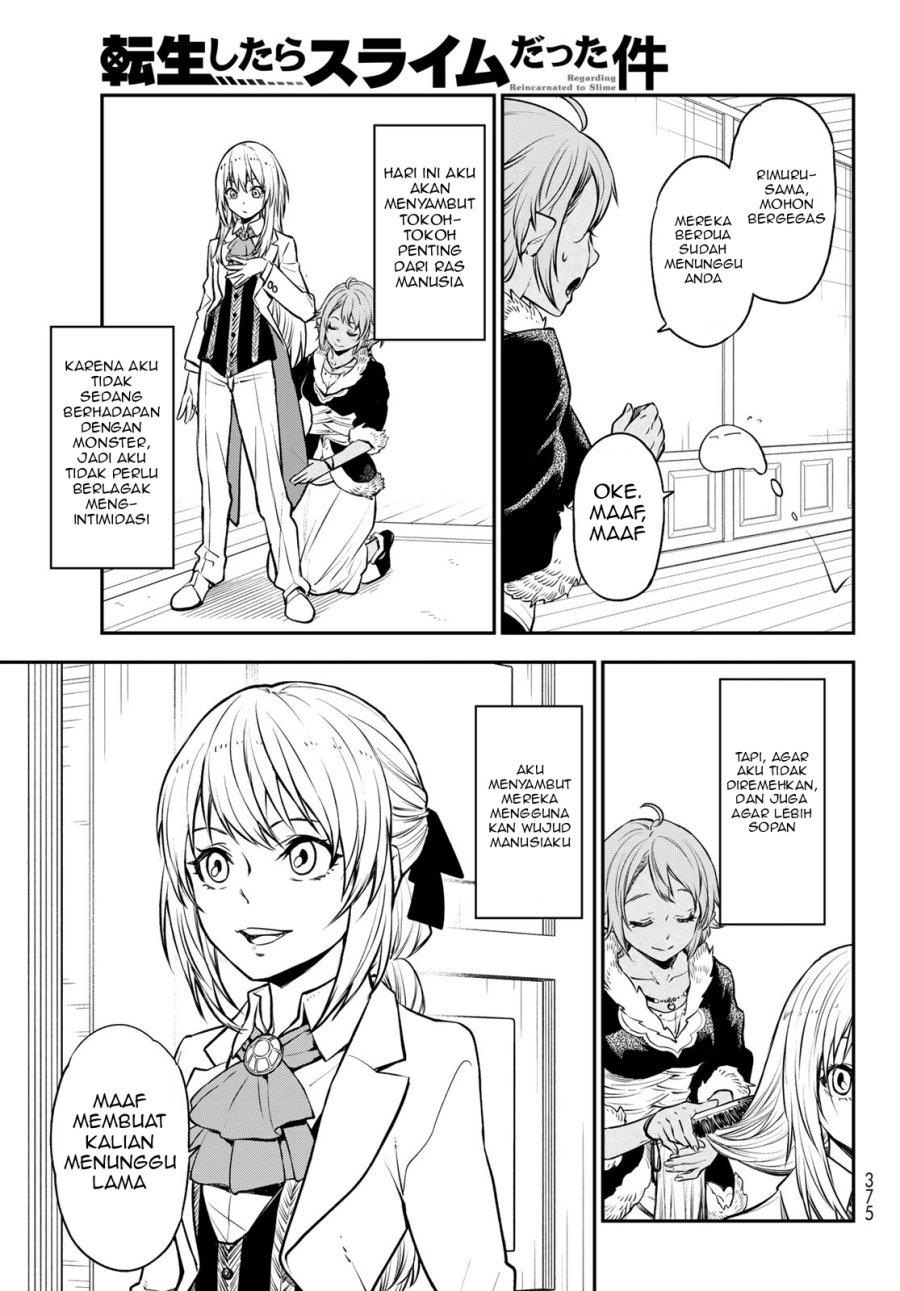 転生したらスライムだった件
Regarding
Reincarnated to Slime
RIMURU-
SAMA,
MOHON
BERGEGAS
MEREKA
BERDUA
SUDAH
MENUNGGU
ANDA
OKE,
MAAF,
MAAF
HARI INI AKU
AKAN
MENYAMBUT
TOKOH-
TOKOH
PENTING
DARI RAS
MANUSIA
KARENA AKU
TIDAK
SEDANG
BERHADAPAN
DENGAN
MONSTER,
JADI AKU
TIDAK PERLU
BERLAGAK
MENG-
INTIMIDASI
TAPI, AGAR
AKU TIDAK
DIREMEHKAN,
DAN JUGA
AGAR LEBIH
SOPAN
AKU
MENYAMBUT
MEREKA
MENGGUNA
KAN WUJUD
MANUSIAKU
MAAF
MEMBUAT
KALIAN
MENUNGGU
LAMA
375